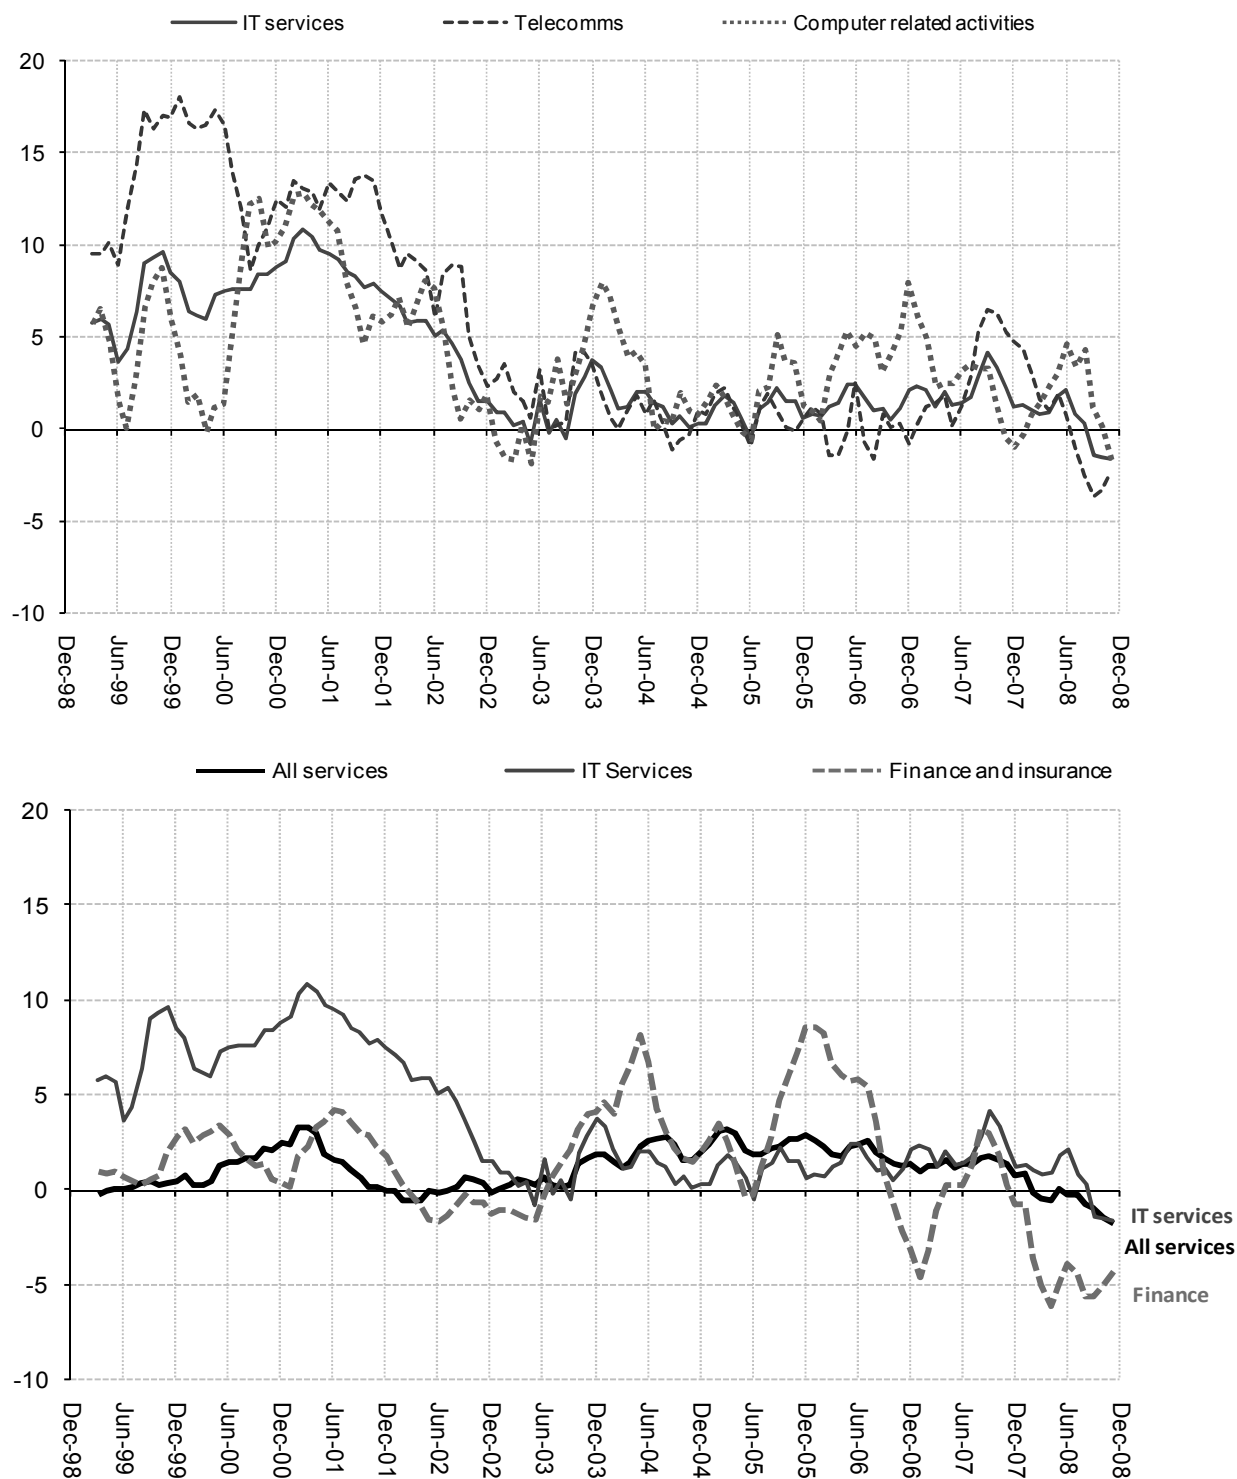 IT services Telecomms Computer related activities
20
15
10
5
0
-5
-10
Dec-98 Jun-99 Dec-99 Jun-00 Dec-00 Jun-01 Dec-01 Jun-02 Dec-02 Jun-03 Dec-03 Jun-04 Dec-04 Jun-05 Dec-05 Jun-06 Dec-06 Jun-07 Dec-07 Jun-08 Dec-08
All services IT Services Finance and insurance
20
15
10
5
0
-5
-10
IT services
All services
Finance
Dec-98 Jun-99 Dec-99 Jun-00 Dec-00 Jun-01 Dec-01 Jun-02 Dec-02 Jun-03 Dec-03 Jun-04 Dec-04 Jun-05 Dec-05 Jun-06 Dec-06 Jun-07 Dec-07 Jun-08 Dec-08